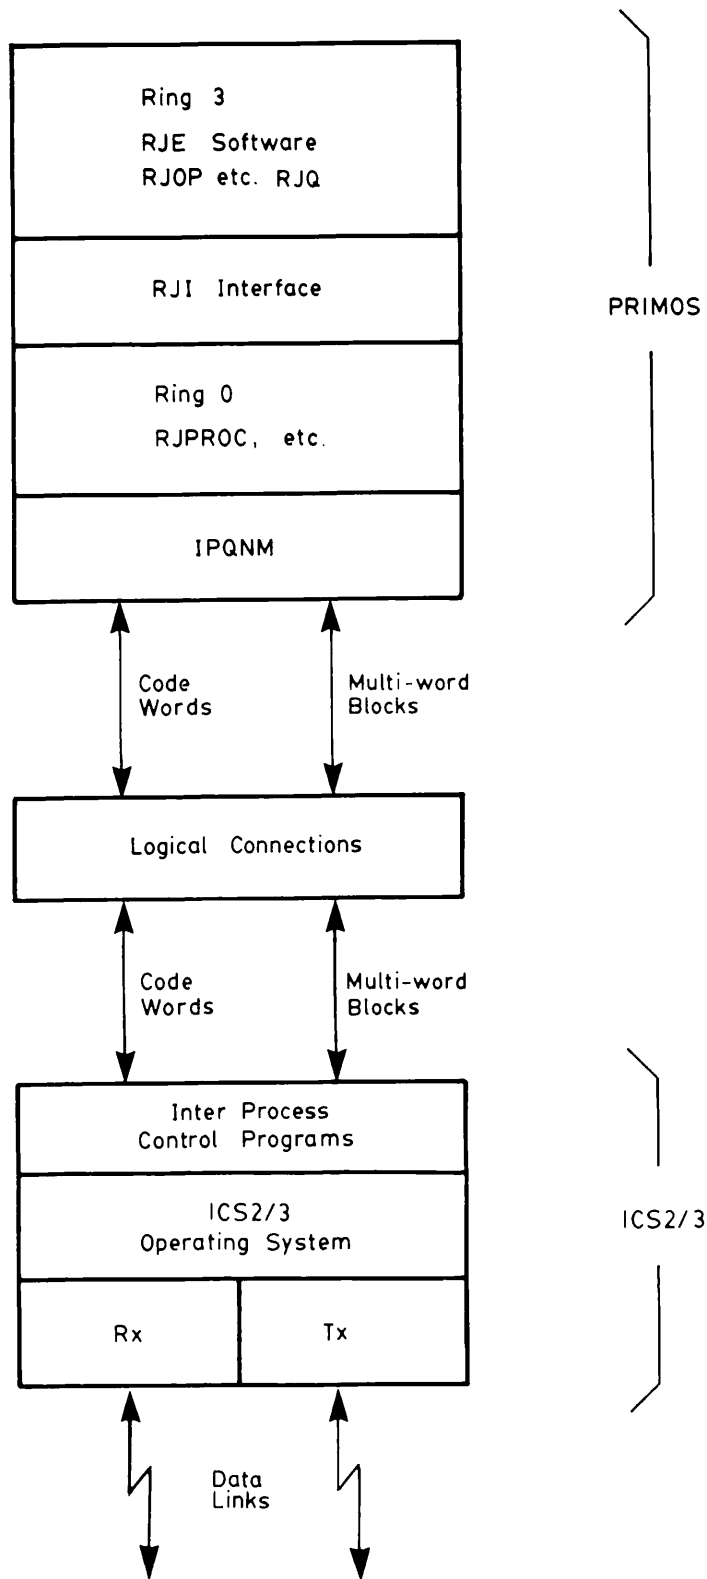 Ring 3
RJE Software
RJOP etc. RJQ
RJI Interface
PRIMOS
Ring 0
RJPROC, etc.
IPQNM
Code
Words
Multi-word
Blocks
Logical Connections
Code
Words
Multi-word
Blocks
Inter Process
Control Programs
ICS2/3
Operating System
ICS2/3
Rx
Tx
Data
Links